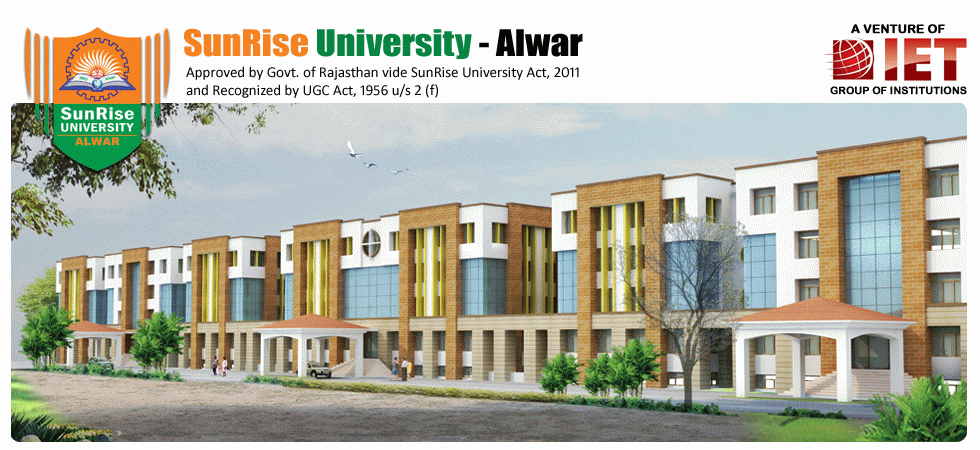 SunRise University - Alwar
Approved by Govt. of Rajasthan vide SunRise University Act, 2011
and Recognized by UGC Act, 1956 u/s 2 (f)
SunRise
UNIVERSITY
ALWAR
A VENTURE OF
IET
GROUP OF INSTITUTIONS